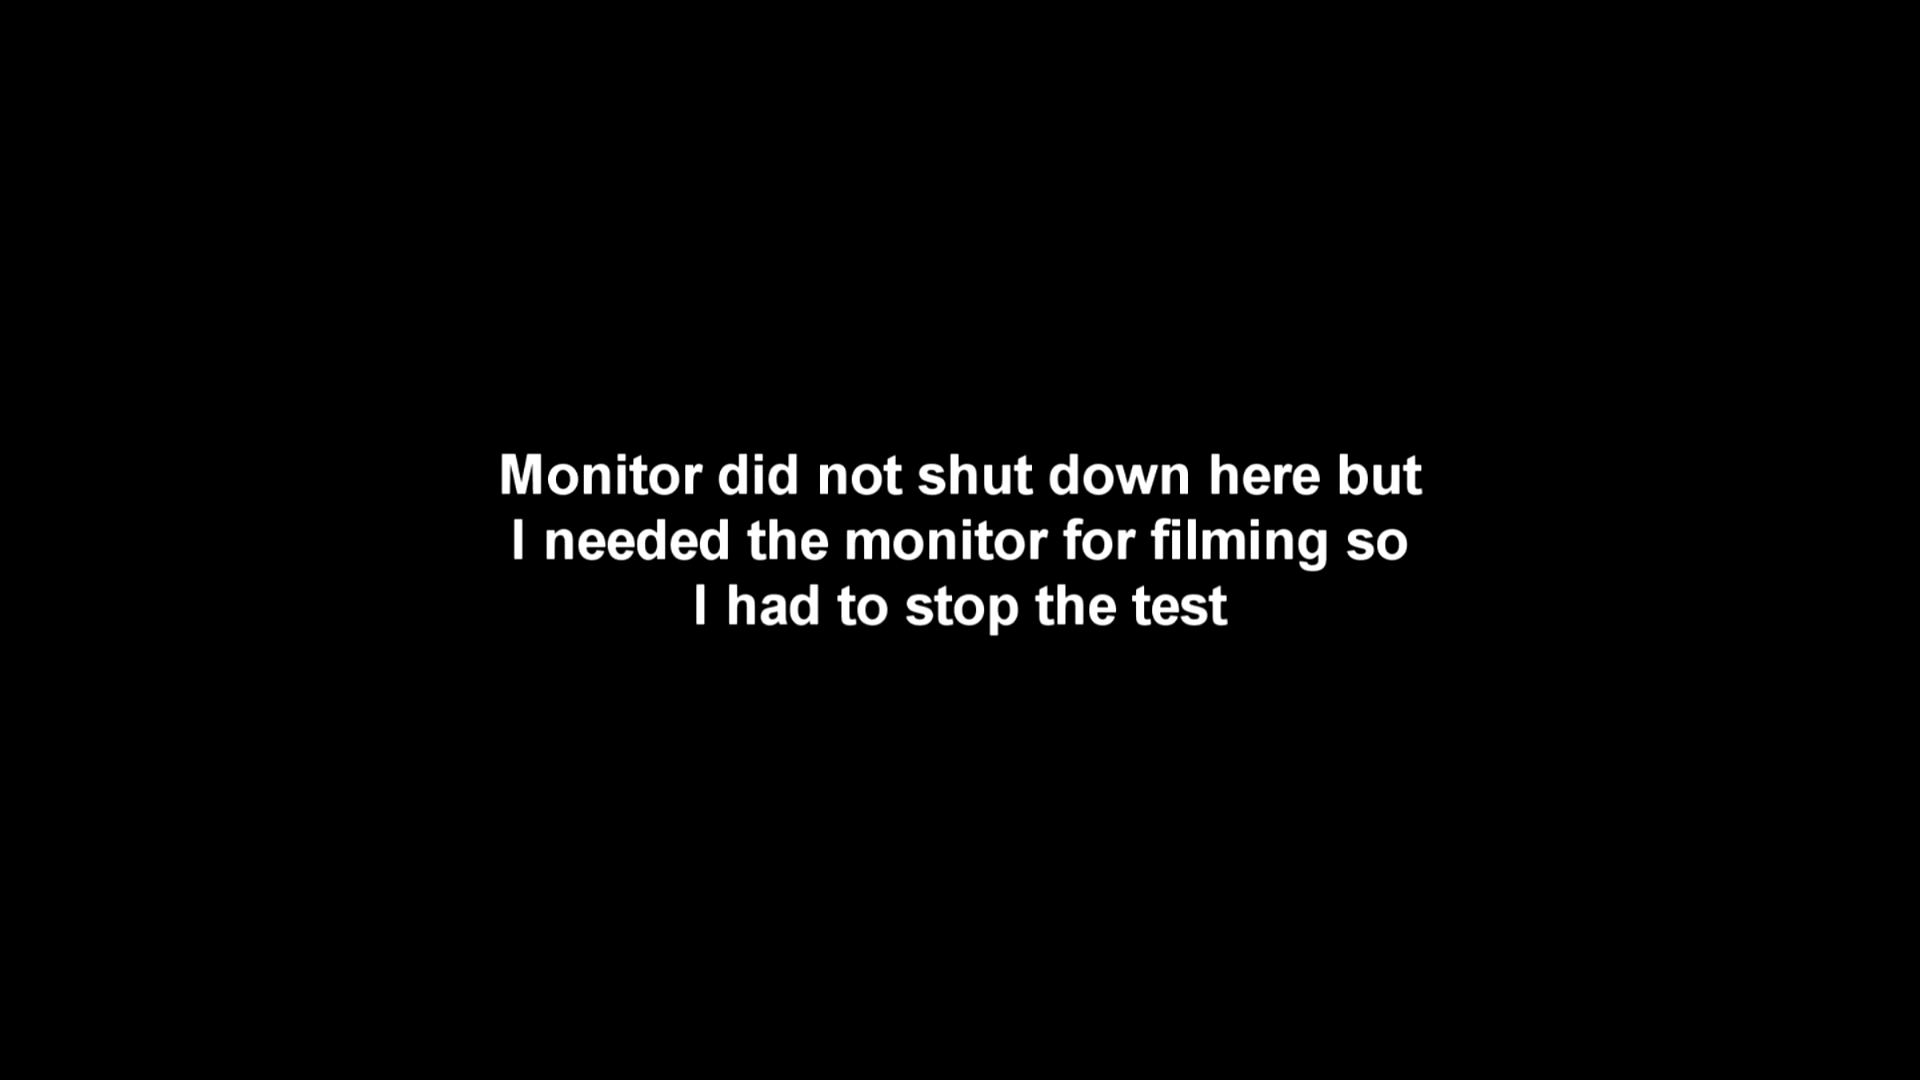 Monitor did not shut down here but
I needed the monitor for filming so
I had to stop the test